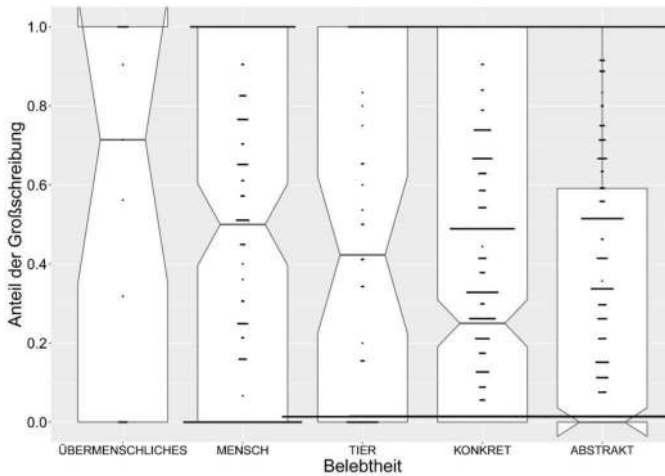 Anteil der Großschreibung
1.0
0.8
0.6
0.4
0.2
0.0
ÜBERMENSCHLICHES MENSCH TIER KONKRET ABSTRAKT
Belebtheit